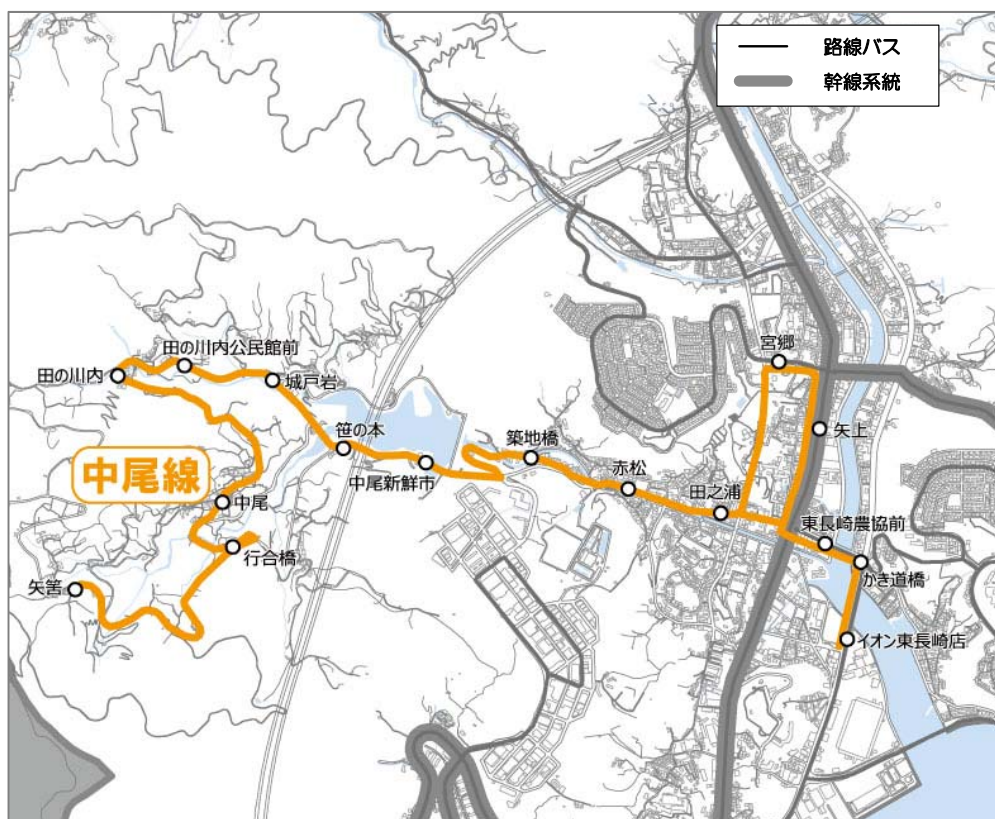 路線バス
幹線系統
宮郷
田の川内公民館前
田の川内
城戸岩
矢上
笹の本
築地橋
中尾線
中尾新鮮市
赤松
田之浦
中尾
東長崎農協前
行合橋
かき道橋
矢筈
イオン東長崎店